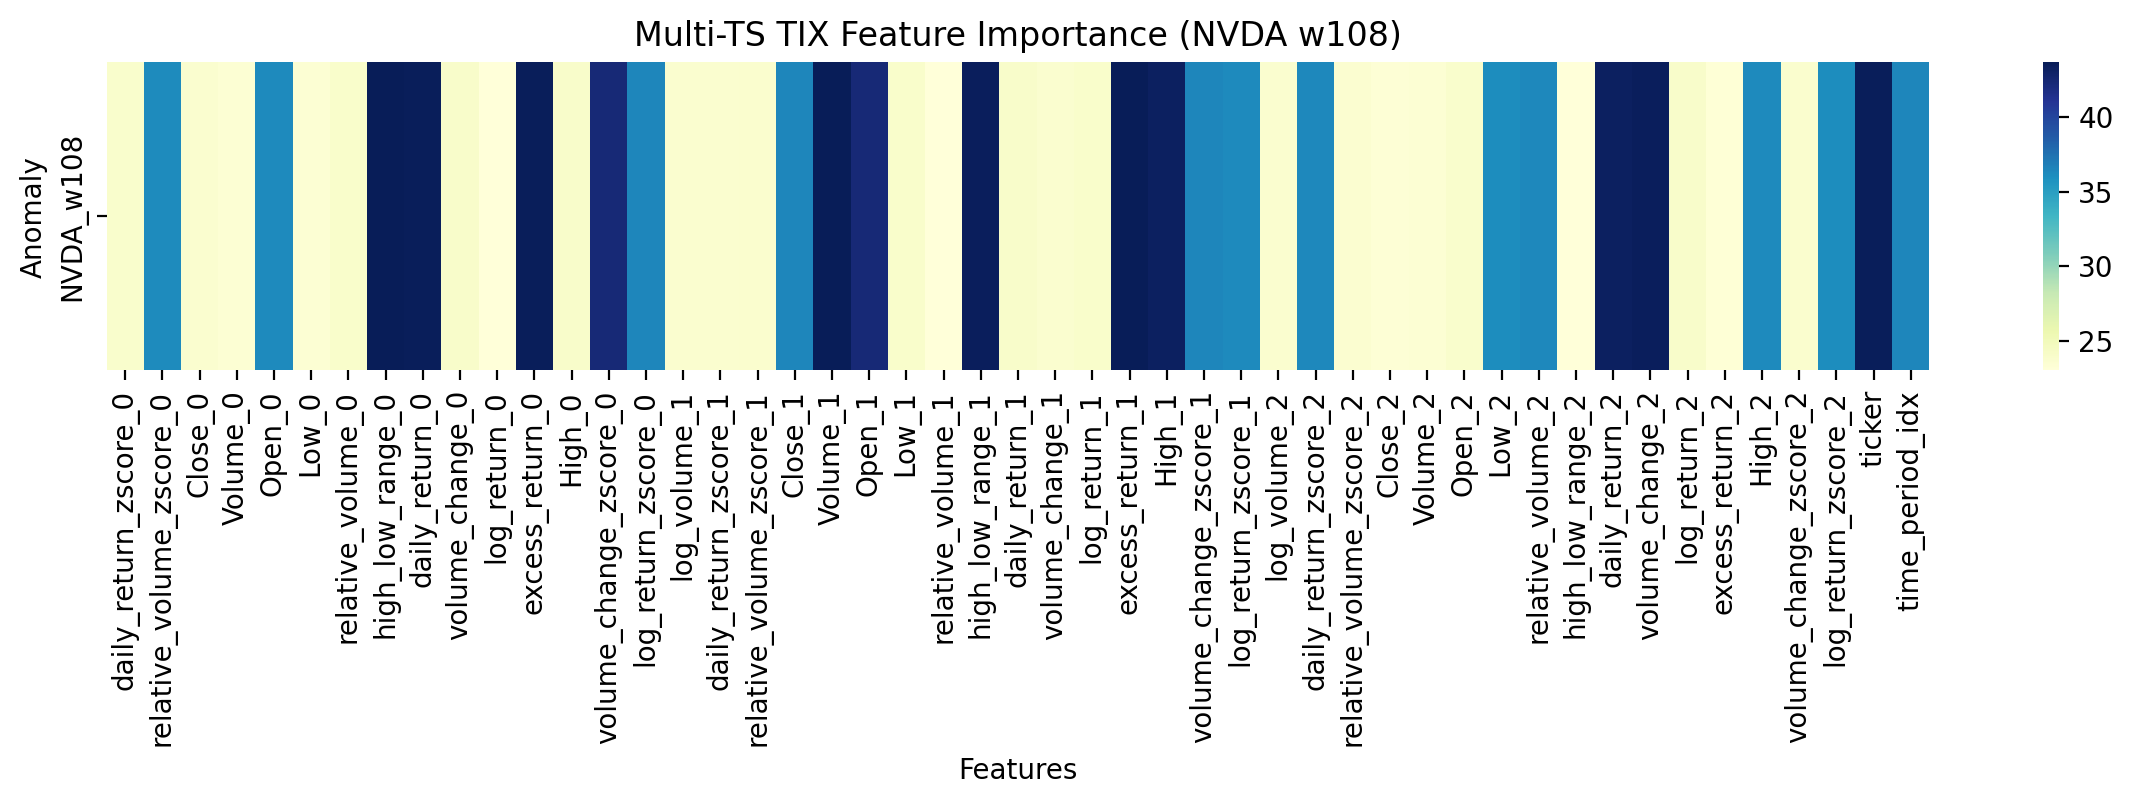 Multi-TS TIX Feature Importance (NVDA w108)
Anomaly
NVDA_w108
40
35
30
25
daily_return_zscore_0
relative_volume_zscore_0
Close_0
Volume_0
Open_0
Low_0
relative_volume_0
high_low_range_0
daily_return_0
volume_change_0
log_return_0
excess_return_0
High_0
volume_change_zscore_0
log_return_zscore_0
log_volume_1
daily_return_zscore_1
relative_volume_zscore_1
Close_1
Volume_1
Open_1
Low_1
relative_volume_1
high_low_range_1
daily_return_1
volume_change_1
log_return_1
excess_return_1
High_1
volume_change_zscore_1
log_return_zscore_1
log_volume_2
daily_return_zscore_2
relative_volume_zscore_2
Close_2
Volume_2
Open_2
Low_2
relative_volume_2
high_low_range_2
daily_return_2
volume_change_2
log_return_2
excess_return_2
High_2
volume_change_zscore_2
log_return_zscore_2
ticker
time_period_idx
Features